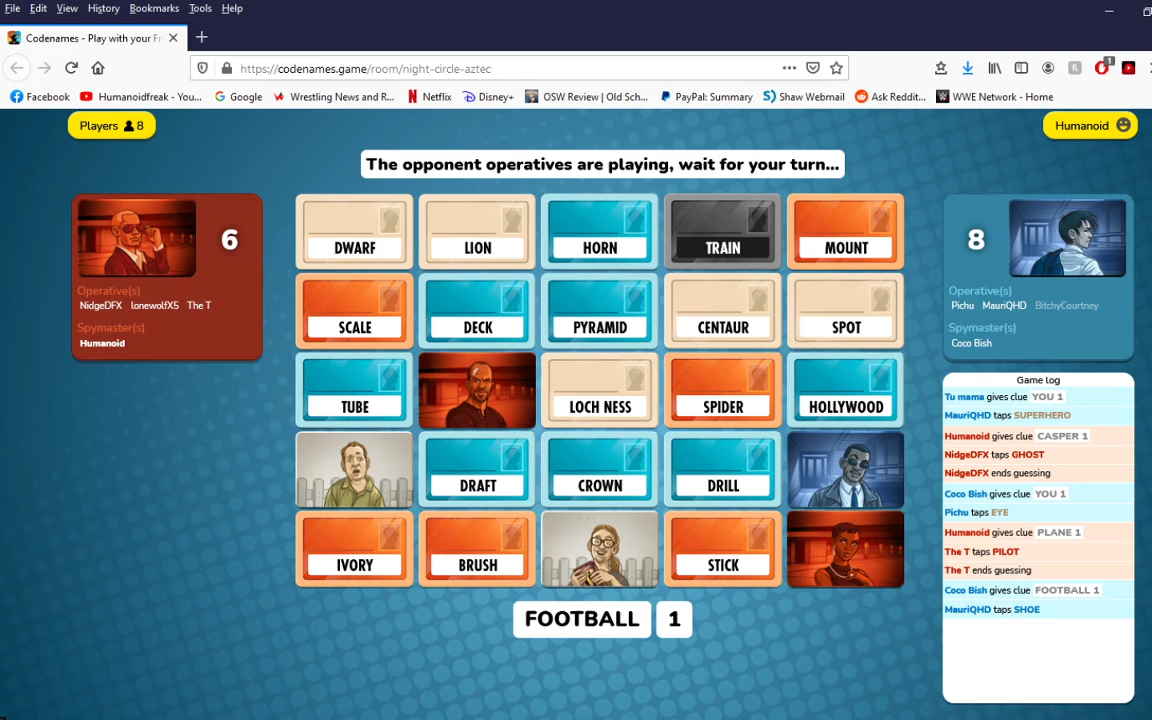 File Edit View History Bookmarks Tools Help
Codenames - Play with your Fri
https://codenames.game/room/night-circle-aztec
1
Facebook Humanoidfreak - You... Google Wrestling News and R... Netflix Disney+ OSW Review | Old Sch... PayPal: Summary Shaw Webmail Ask Reddit... WWE Network - Home
Players 8
Humanoid
The opponent operatives are playing, wait for your turn...
6
Operative(s)
NidgeDFX lonewolfX5 The T
Spymaster(s)
Humanoid
DWARF LION HORN TRAIN MOUNT
SCALE DECK PYRAMID CENTAUR SPOT
TUBE LOCH NESS SPIDER HOLLYWOOD
DRAFT CROWN DRILL
IVORY BRUSH STICK
FOOTBALL 1
8
Operative(s)
Pichu MauriQHD BitchyCourtney
Spymaster(s)
Coco Bish
Game log
Tu mama gives clue YOU 1
MauriQHD taps SUPERHERO
Humanoid gives clue CASPER 1
NidgeDFX taps GHOST
NidgeDFX ends guessing
Coco Bish gives clue YOU 1
Pichu taps EYE
Humanoid gives clue PLANE 1
The T taps PILOT
The T ends guessing
Coco Bish gives clue FOOTBALL 1
MauriQHD taps SHOE